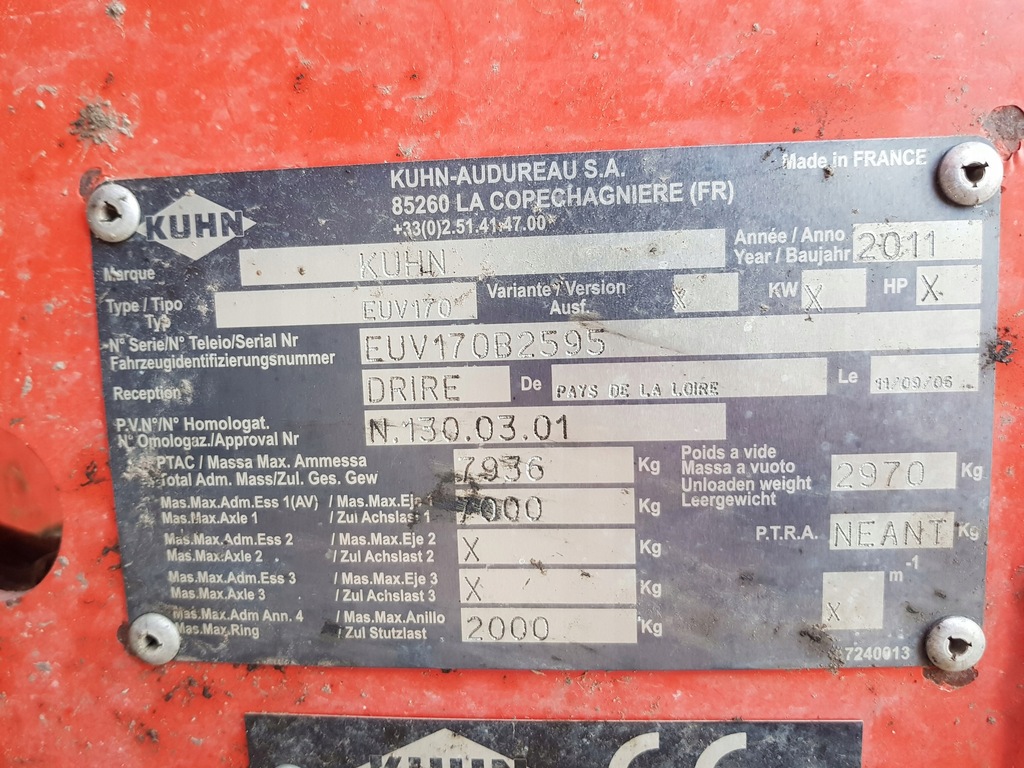 KUHN-AUDUREAU S.A.
85260 LA COPECHAGNIERE (FR)
+33(0)2.51.41.47.00
Made in FRANCE
KUHN
Marque KUHN
Année / Anno
Year / Baujahr 2011
Type / Tipo
Typ EUV170
Variante / Version
Ausf. X
KW X
HP X
N° Serie/N° Teleio/Serial Nr
Fahrzeugidentifizierungsnummer EUV170B2595
Reception DRIRE De PAYS DE LA LOIRE Le 11/09/06
P.V.N°/N° Homologat.
N° Omologaz./Approval Nr N.130.03.01
PTAC / Massa Max. Ammessa
Total Adm. Mass/Zul. Ges. Gew 7936 Kg
Poids a vide
Massa a vuoto
Unloaden weight
Leergewicht 2970 Kg
Mas.Max.Adm.Ess 1(AV) / Mas.Max.Eje
Mas.Max.Axle 1 / Zul Achslast 1 7000 Kg
P.T.R.A. NEANT Kg
Mas.Max.Adm.Ess 2 / Mas.Max.Eje 2
Mas.Max.Axle 2 / Zul Achslast 2 X Kg
Mas.Max.Adm.Ess 3 / Mas.Max.Eje 3
Mas.Max.Axle 3 / Zul Achslast 3 X Kg
X m-1
Mas.Max.Adm Ann. 4 / Mas.Max.Anillo
Mas.Max.Ring / Zul Stutzlast 2000 Kg
7240013
KUHN CE